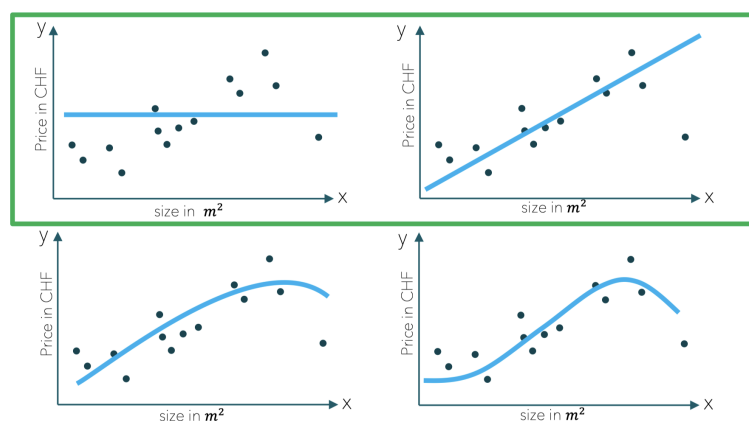 y
Price in CHF
x
size in m²
y
Price in CHF
x
size in m²
y
Price in CHF
x
size in m²
y
Price in CHF
x
size in m²